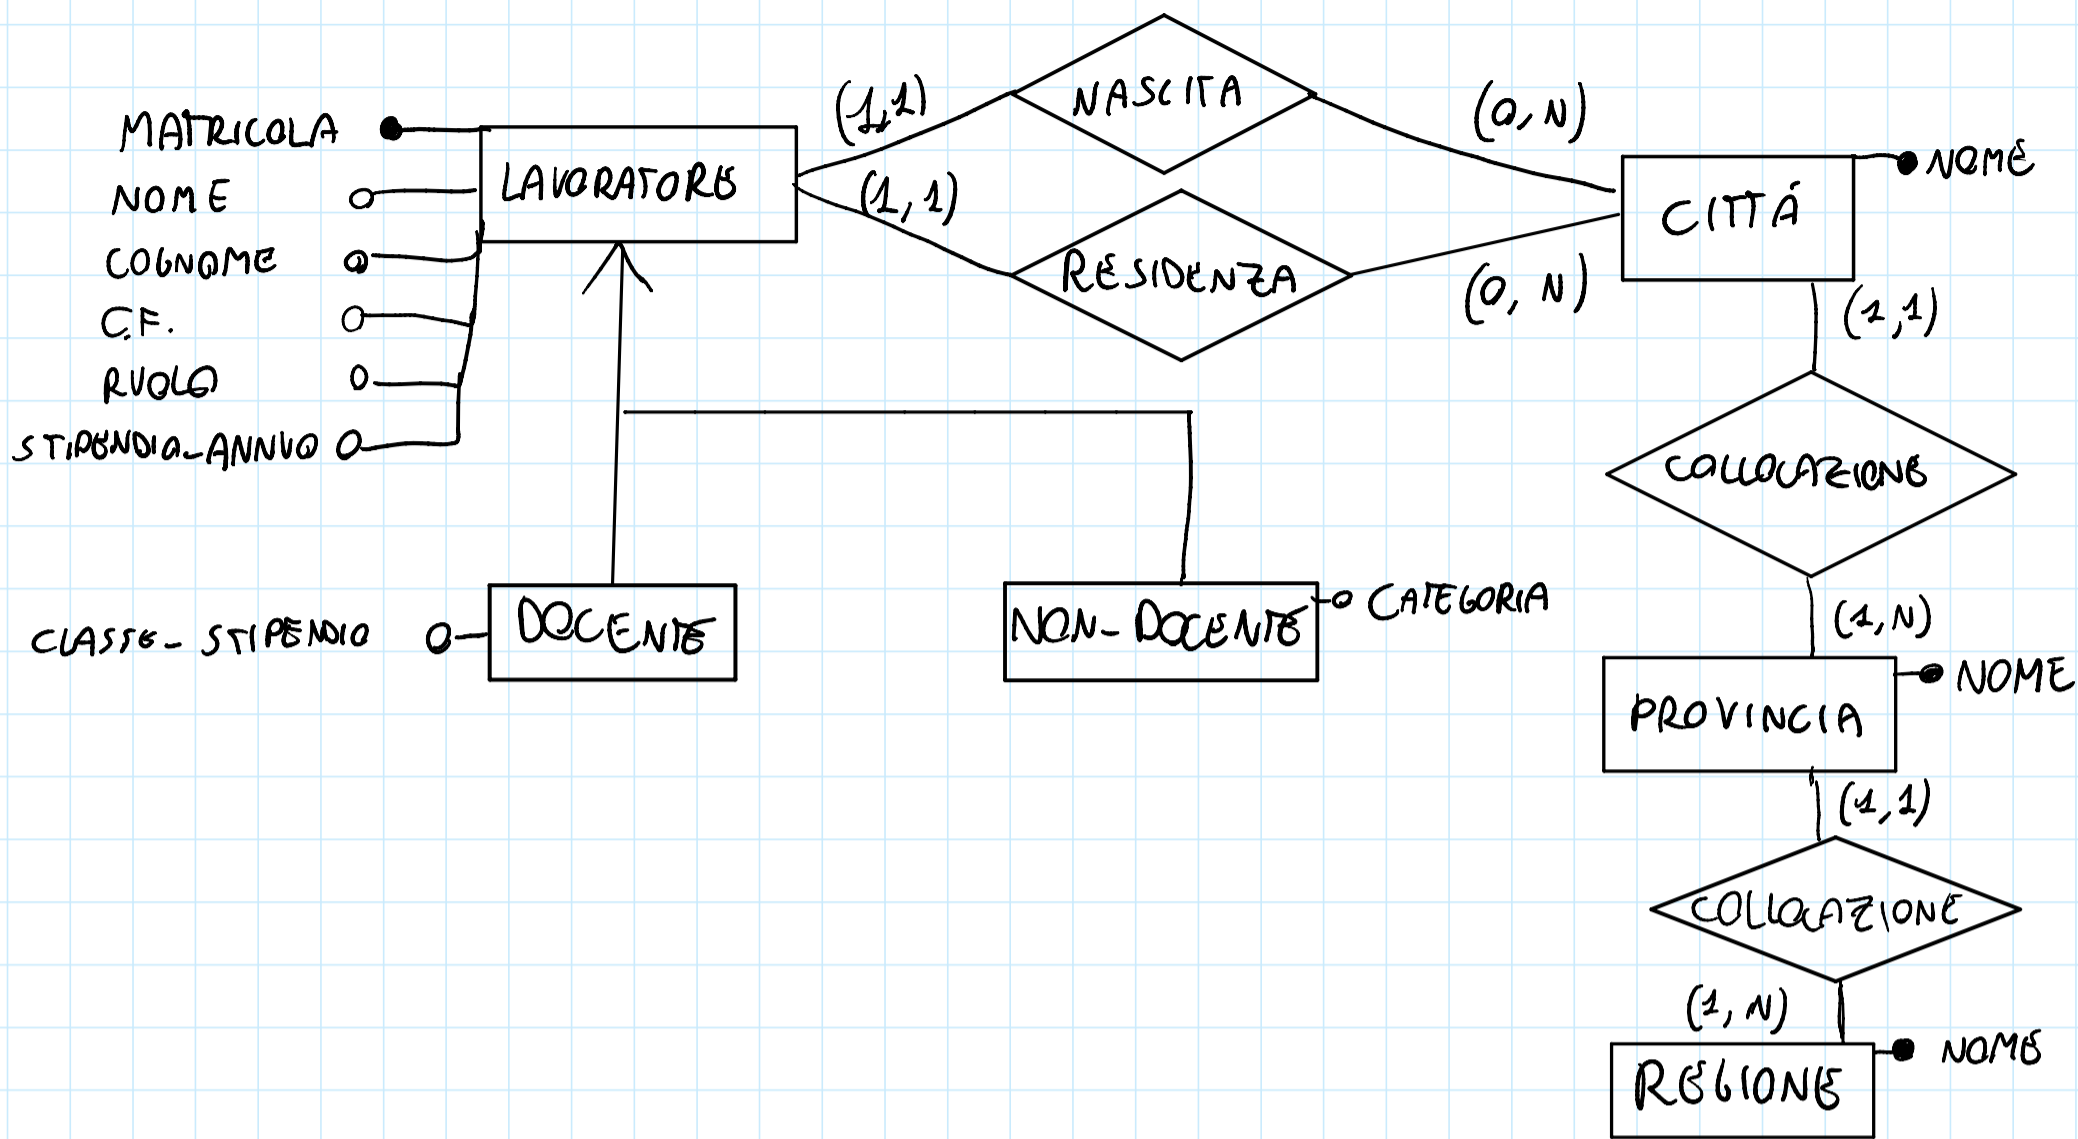 NASCITA
(1,1)
(0,N)
MATRICOLA
LAVORATORE
NOME
NOME
(1,1)
CITTÁ
COGNOME
RESIDENZA
(0,N)
C.F.
(1,1)
RUOLO
STIPENDIO_ANNUO
COLLOCAZIONE
CLASSE_STIPENDIO
DOCENTE
NON_DOCENTE
CATEGORIA
(1,N)
NOME
PROVINCIA
(1,1)
COLLOCAZIONE
(1,N)
NOME
REGIONE